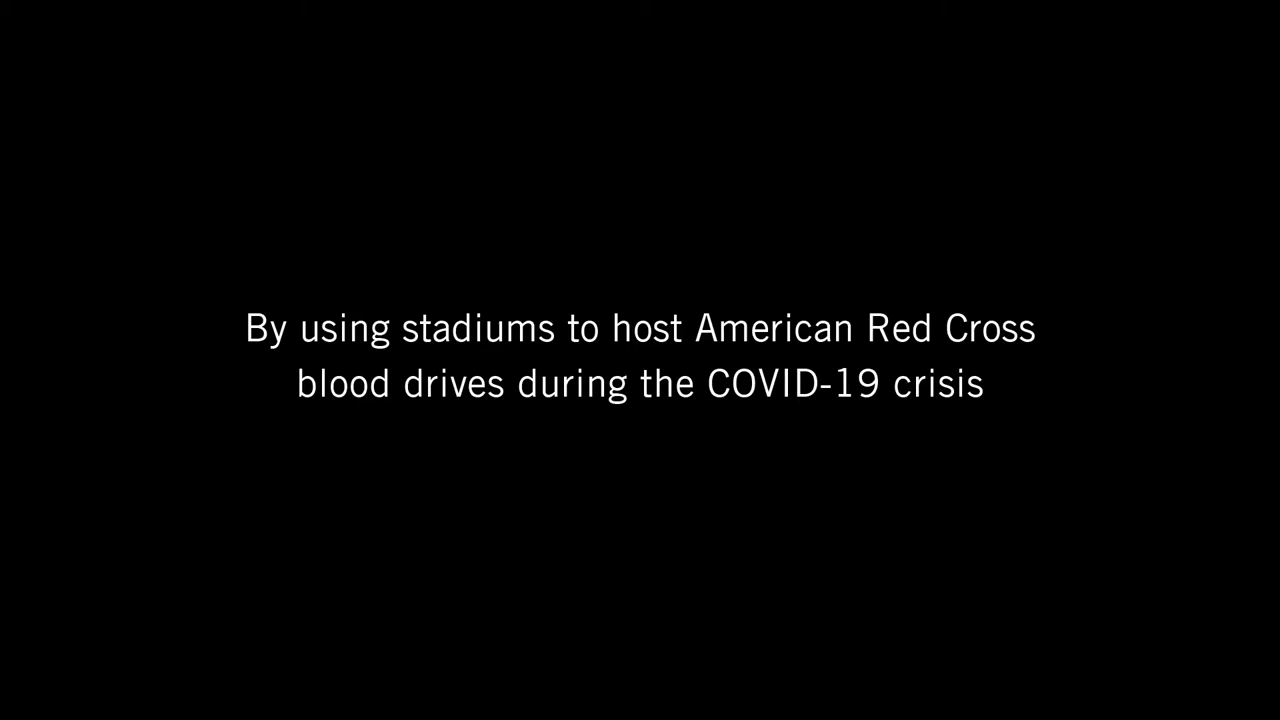 By using stadiums to host American Red Cross
blood drives during the COVID-19 crisis